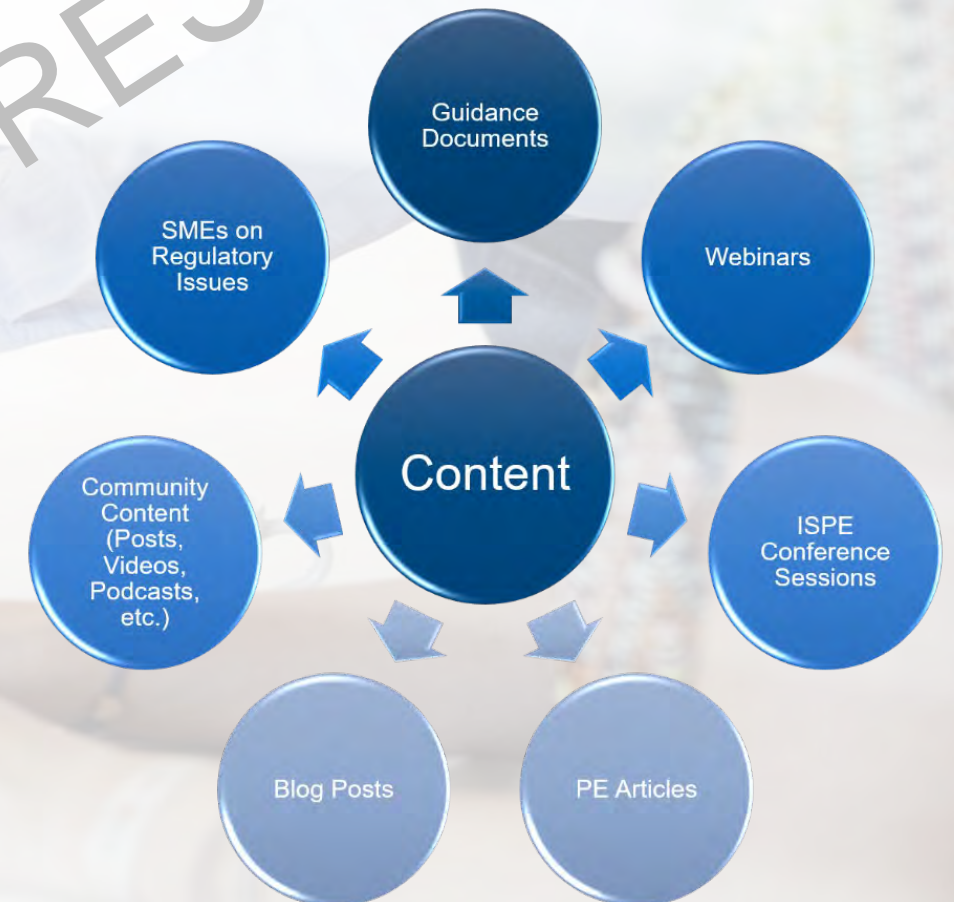 RES
Guidance
Documents
SMEs on
Regulatory
Issues
Webinars
Content
Community
Content
(Posts,
Videos,
Podcasts,
etc.)
ISPE
Conference
Sessions
Blog Posts
PE Articles